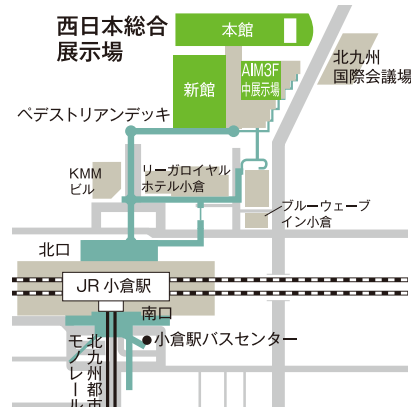 西日本総合
展示場
本館
新館
AIM3F
中展示場
北九州
国際会議場
ペデストリアンデッキ
KMM
ビル
リーガロイヤル
ホテル小倉
ブルーウェーブ
イン小倉
北口
JR 小倉駅
南口
小倉駅バスセンター
北九州都市
モノレール